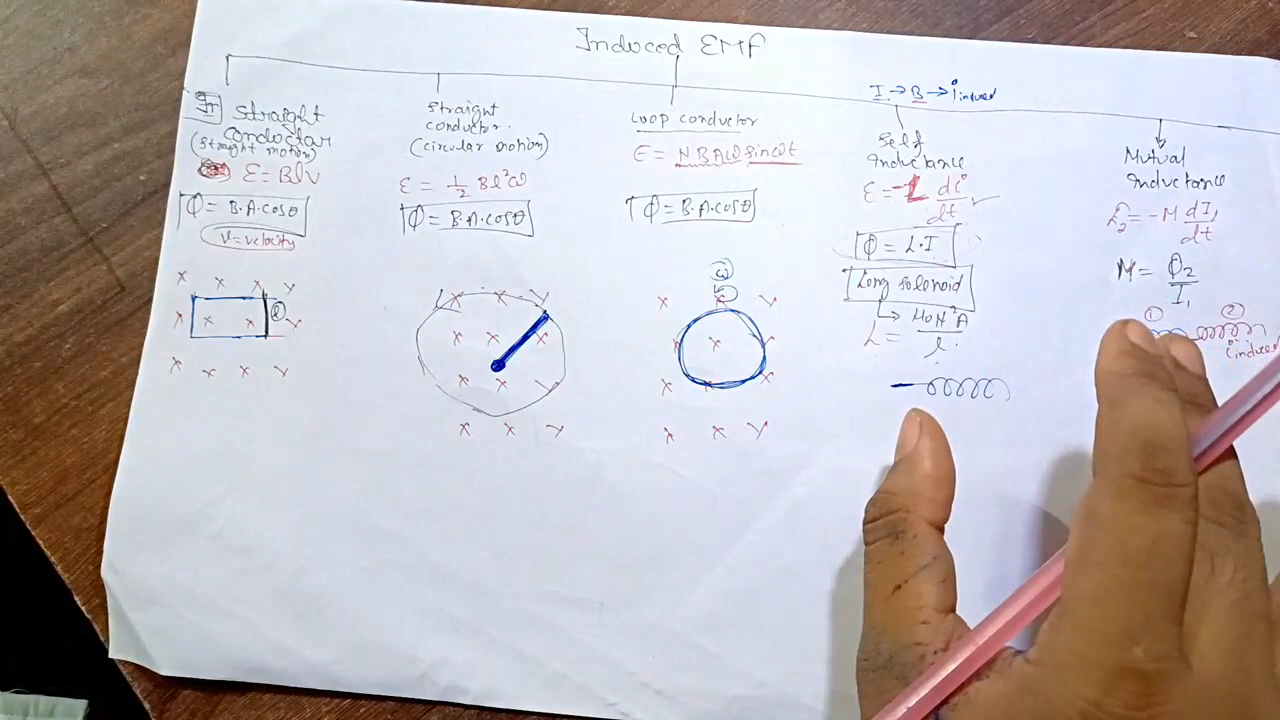 Induced EMF
In Straight
Conductar
(straight motion)
ε = Blv
Φ = B.A.cosθ
v = velocity
x x x x
x x x x
l
x x x x
Straight
conductor.
(circular motion)
ε = 1/2 Bl²ω
Φ = B.A.cosθ
x x x
x x x
x x x
x x x
Loop conductor
E = NBAω sinωt
Φ = B.A.cosθ
ω
x x x
x x x
x x x
x x x
I → B → i induced
Self
Inductance
ε = -L di/dt
Φ = L.I
Long solenoid
L = μ0N²A/l.
Mutual
Inductance
ε2 = -M dI1/dt
M = Φ2/I1
① ②
(induced